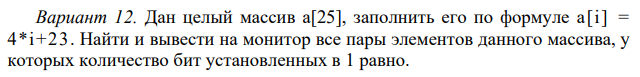 Вариант 12. Дан целый массив a[25], заполнить его по формуле a[i] =
4*i+23. Найти и вывести на монитор все пары элементов данного массива, у
которых количество бит установленных в 1 равно.